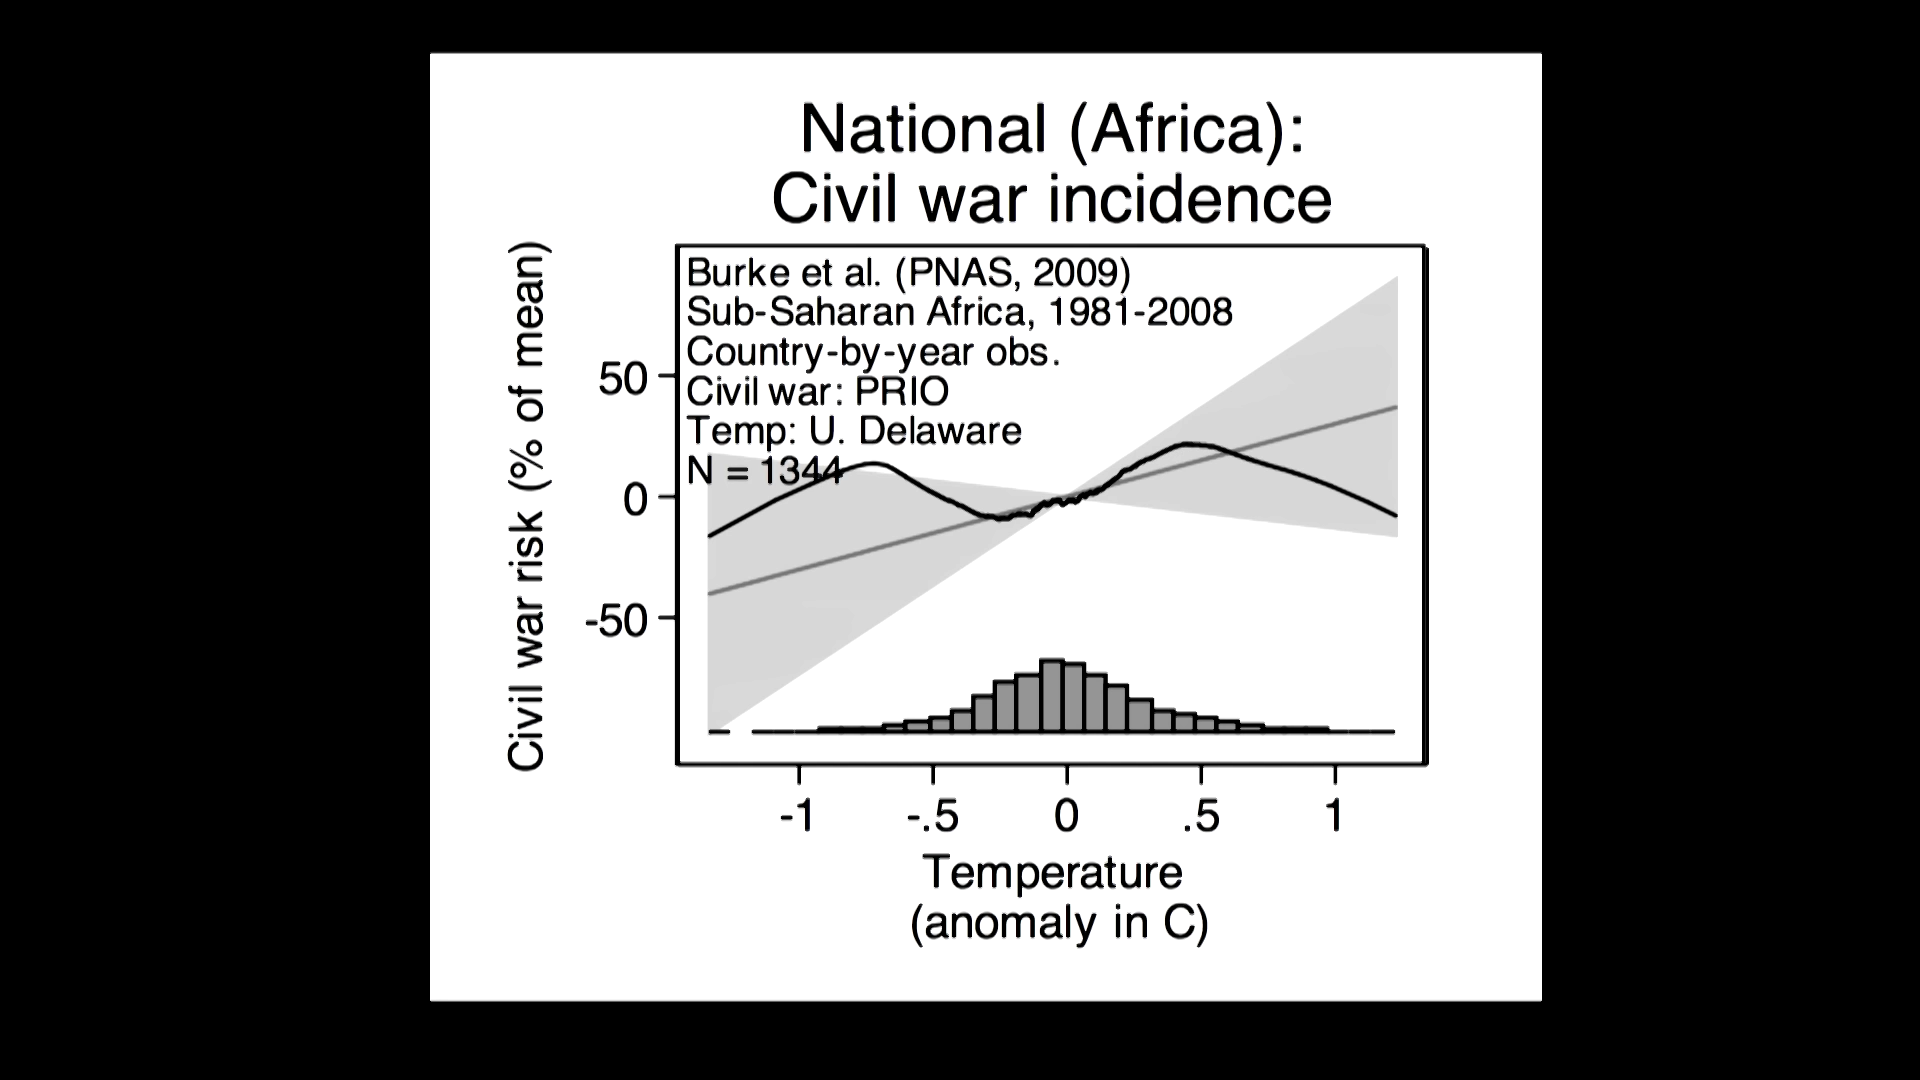 National (Africa):
Civil war incidence
Civil war risk (% of mean)
Burke et al. (PNAS, 2009)
Sub-Saharan Africa, 1981-2008
Country-by-year obs.
Civil war: PRIO
Temp: U. Delaware
N = 1344
50
0
-50
-1 -.5 0 .5 1
Temperature
(anomaly in C)